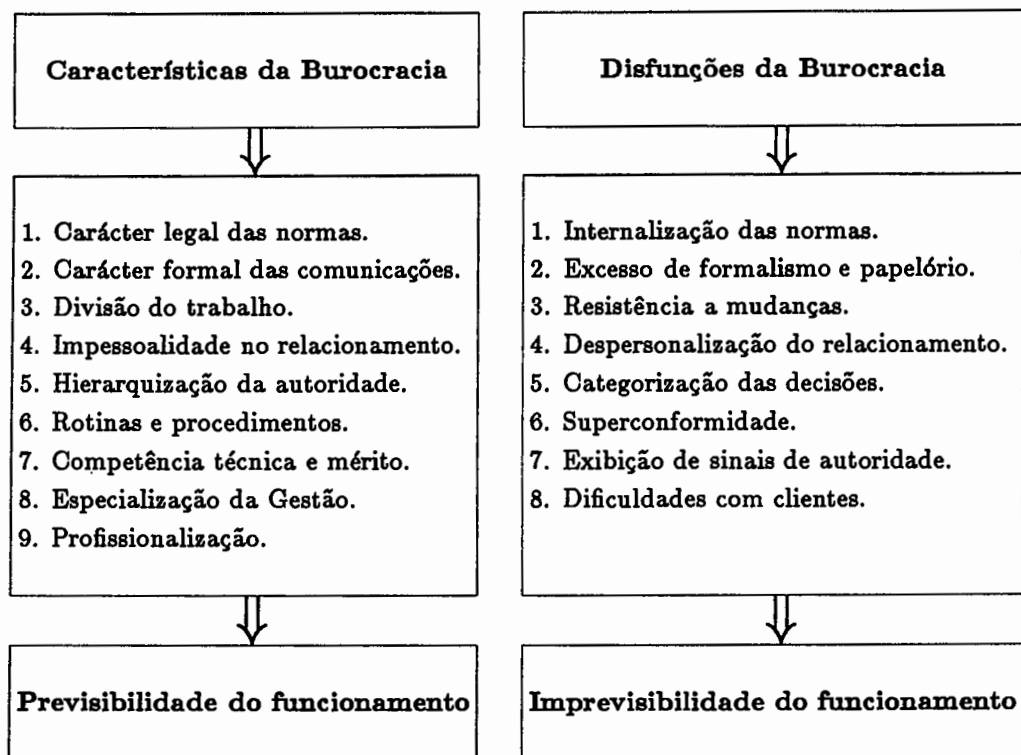 Características da Burocracia
1. Carácter legal das normas.
2. Carácter formal das comunicações.
3. Divisão do trabalho.
4. Impessoalidade no relacionamento.
5. Hierarquização da autoridade.
6. Rotinas e procedimentos.
7. Competência técnica e mérito.
8. Especialização da Gestão.
9. Profissionalização.
Previsibilidade do funcionamento
Disfunções da Burocracia
1. Internalização das normas.
2. Excesso de formalismo e papelório.
3. Resistência a mudanças.
4. Despersonalização do relacionamento.
5. Categorização das decisões.
6. Superconformidade.
7. Exibição de sinais de autoridade.
8. Dificuldades com clientes.
Imprevisibilidade do funcionamento